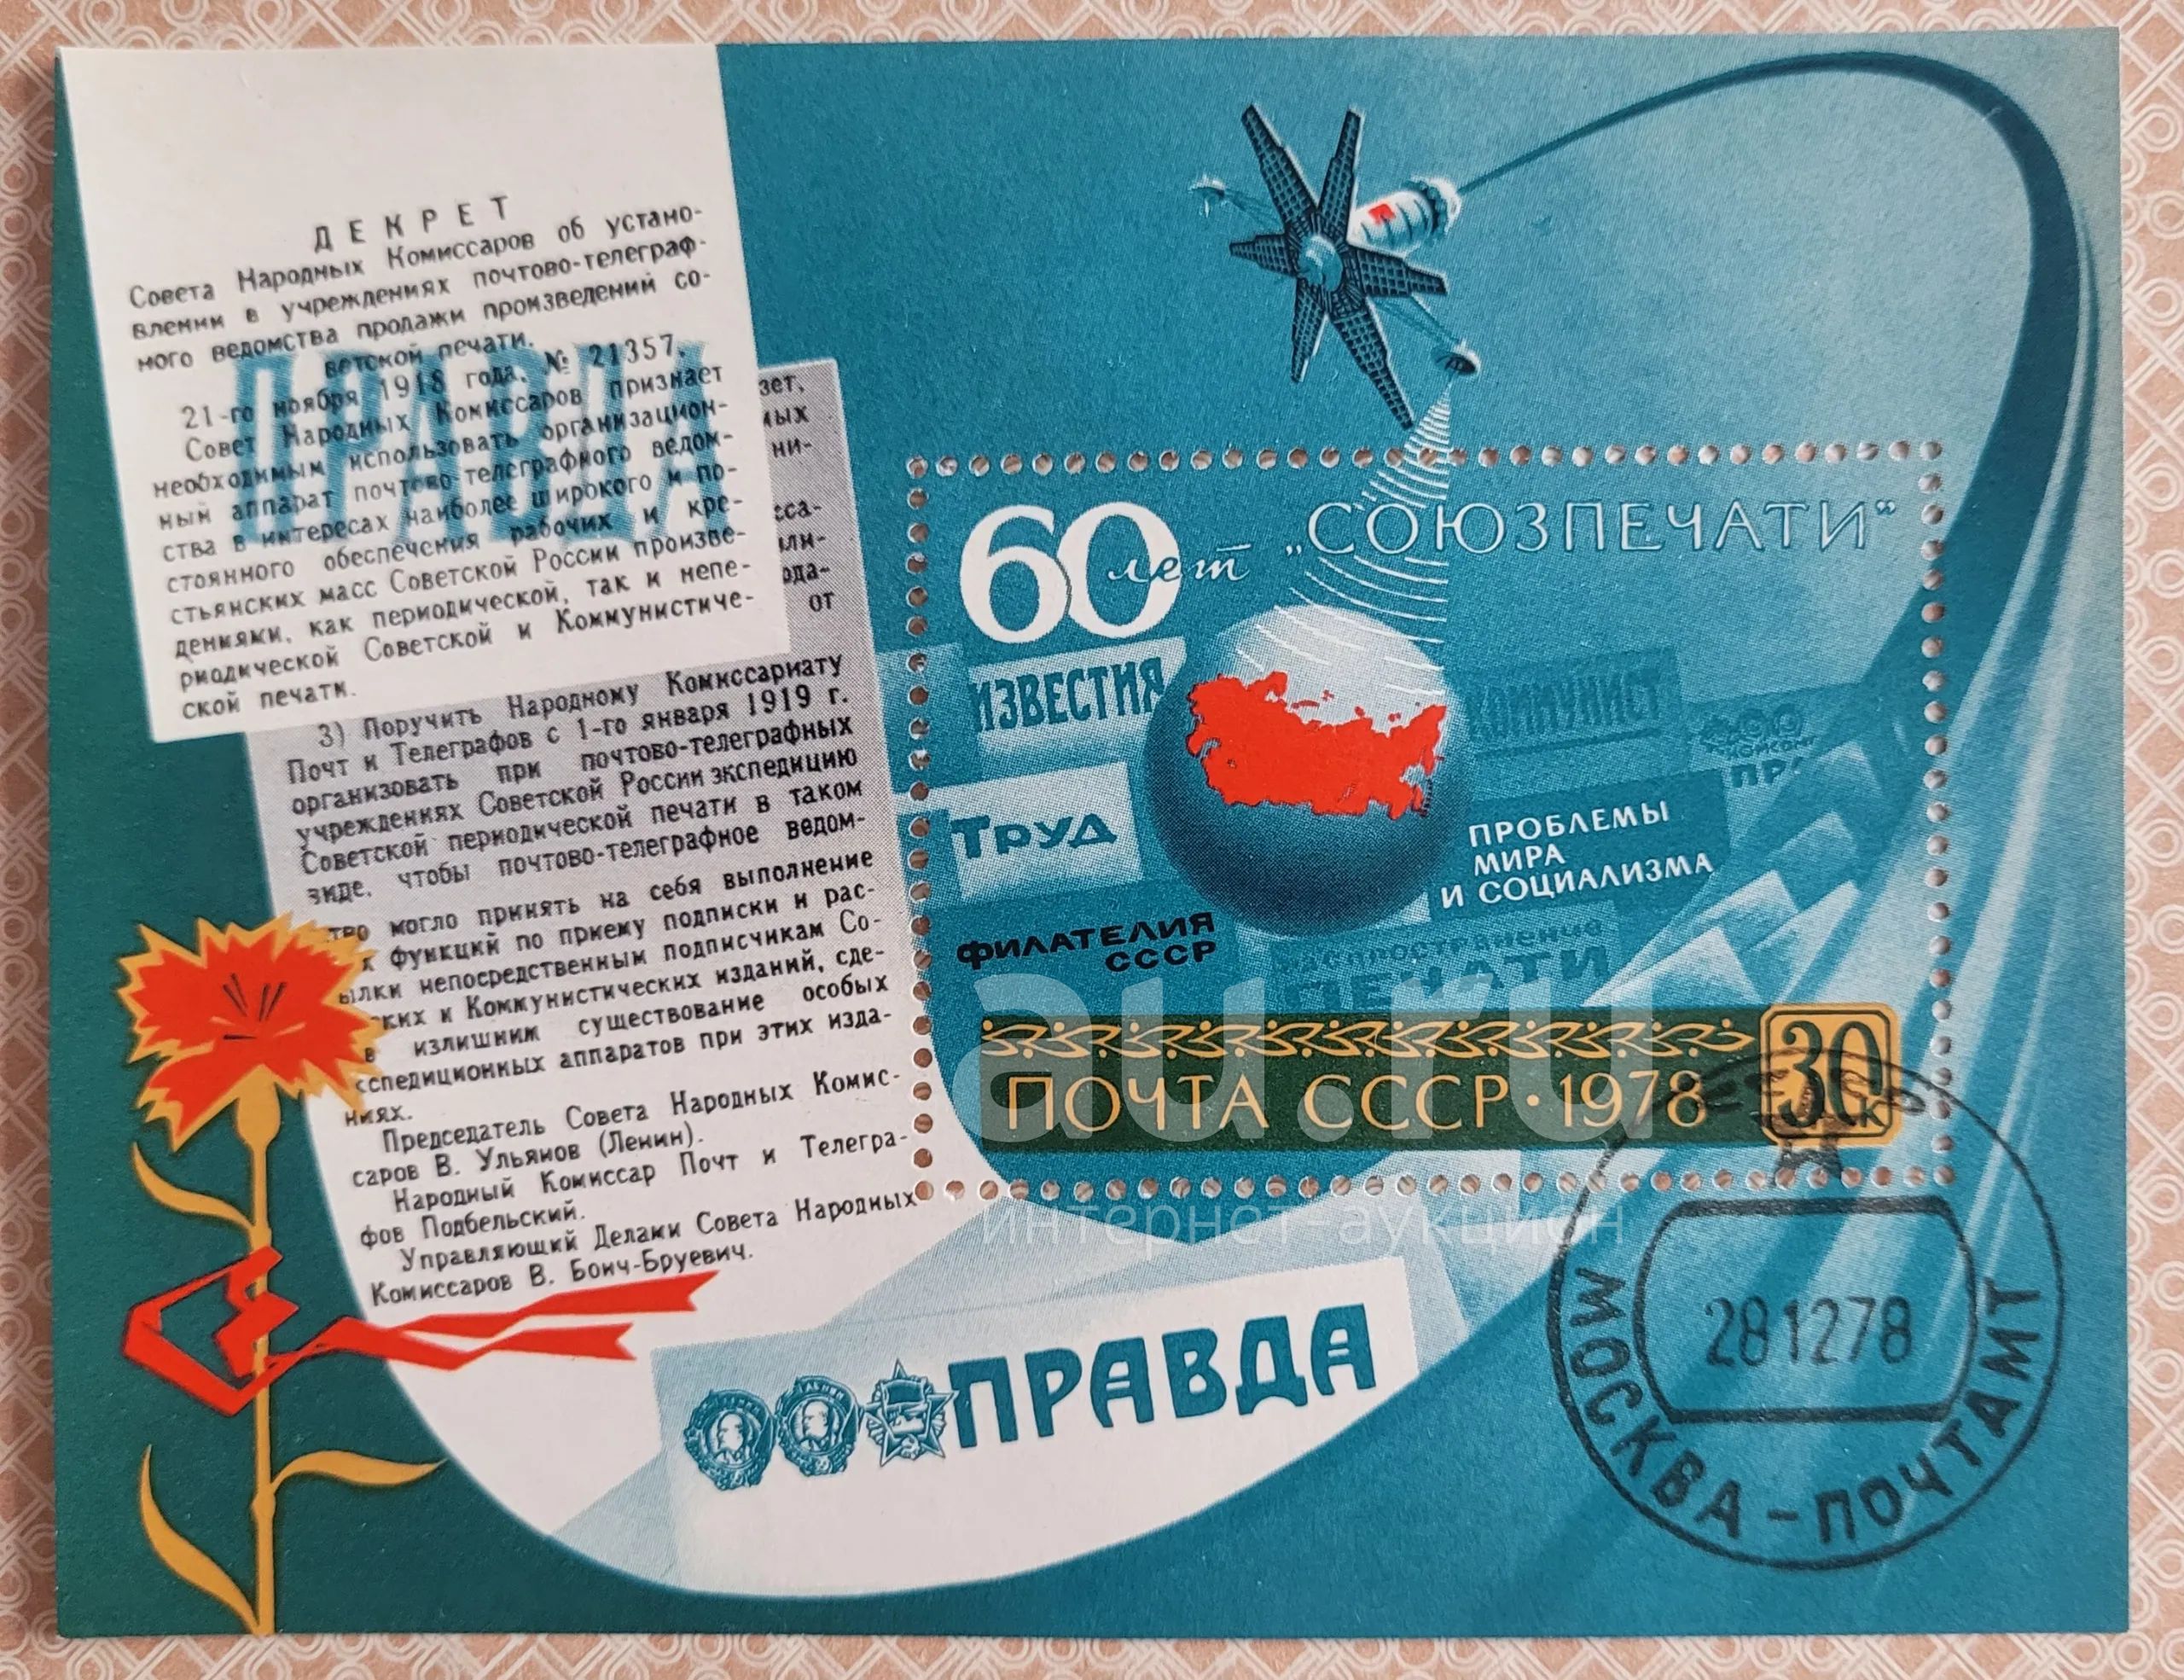 ДЕКРЕТ
Совета Народных Комиссаров об устано-
влении в учреждениях почтово-телеграф-
ного ведомства продажи произведений со-
ветской печати.
21-го ноября 1918 года. № 21357.
Совет Народных Комиссаров признает
необходимым использовать организацион-
ный аппарат почтово-телеграфного ведом-
ства в интересах наиболее широкого и по-
стоянного обеспечения рабочих и кре-
стьянских масс Советской России произве-
дениями, как периодической, так и непе-
риодической Советской и Коммунистиче-
ской печати.
ПРАВДА
от
3) Поручить Народному Комиссариату
Почт и Телеграфов с 1-го января 1919 г.
организовать при почтово-телеграфных
учреждениях Советской России экспедицию
Советской периодической печати в таком
виде, чтобы почтово-телеграфное ведом-
тво могло принять на себя выполнение
х функций по приему подписки и рас-
ылки непосредственным подписчикам Со-
ских и Коммунистических изданий, сде-
в излишним существование особых
кспедиционных аппаратов при этих изда-
ниях.
Председатель Совета Народных Комис-
саров В. Ульянов (Ленин).
Народный Комиссар Почт и Телегра-
фов Подбельский.
Управляющий Делами Совета Народных
Комиссаров В. Бонч-Бруевич.
60 лет „СОЮЗПЕЧАТИ“
ИЗВЕСТИЯ
КОММУНИСТ
ТРУД
ПРОБЛЕМЫ
МИРА
И СОЦИАЛИЗМА
ФИЛАТЕЛИЯ
СССР
ПЕЧАТИ
ПОЧТА СССР·1978
30 К
au.ru
интернет-аукцион
ПРАВДА
281278
МОСКВА-ПОЧТАМТ